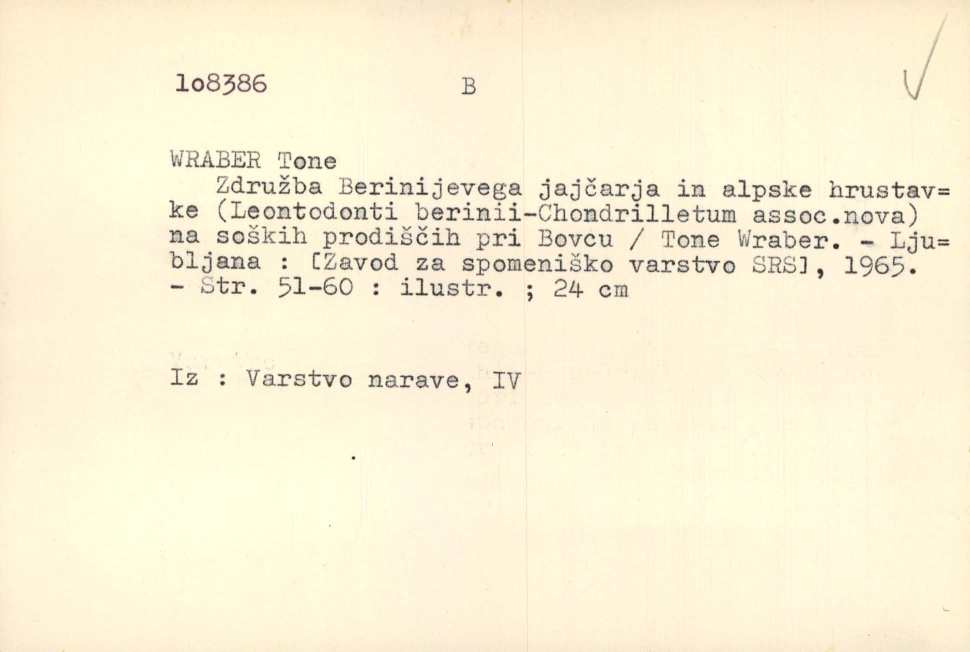 lo8386 B
WRABER Tone
Združba Berinijevega jajčarja in alpske hrustav=
ke (Leontodonti berinii-Chondrilletum assoc.nova)
na soških prodiščih pri Bovcu / Tone Wraber. - Lju=
bljana : [Zavod za spomeniško varstvo SRS], 1965.
- Str. 51-60 : ilustr. ; 24 cm
Iz : Varstvo narave, IV